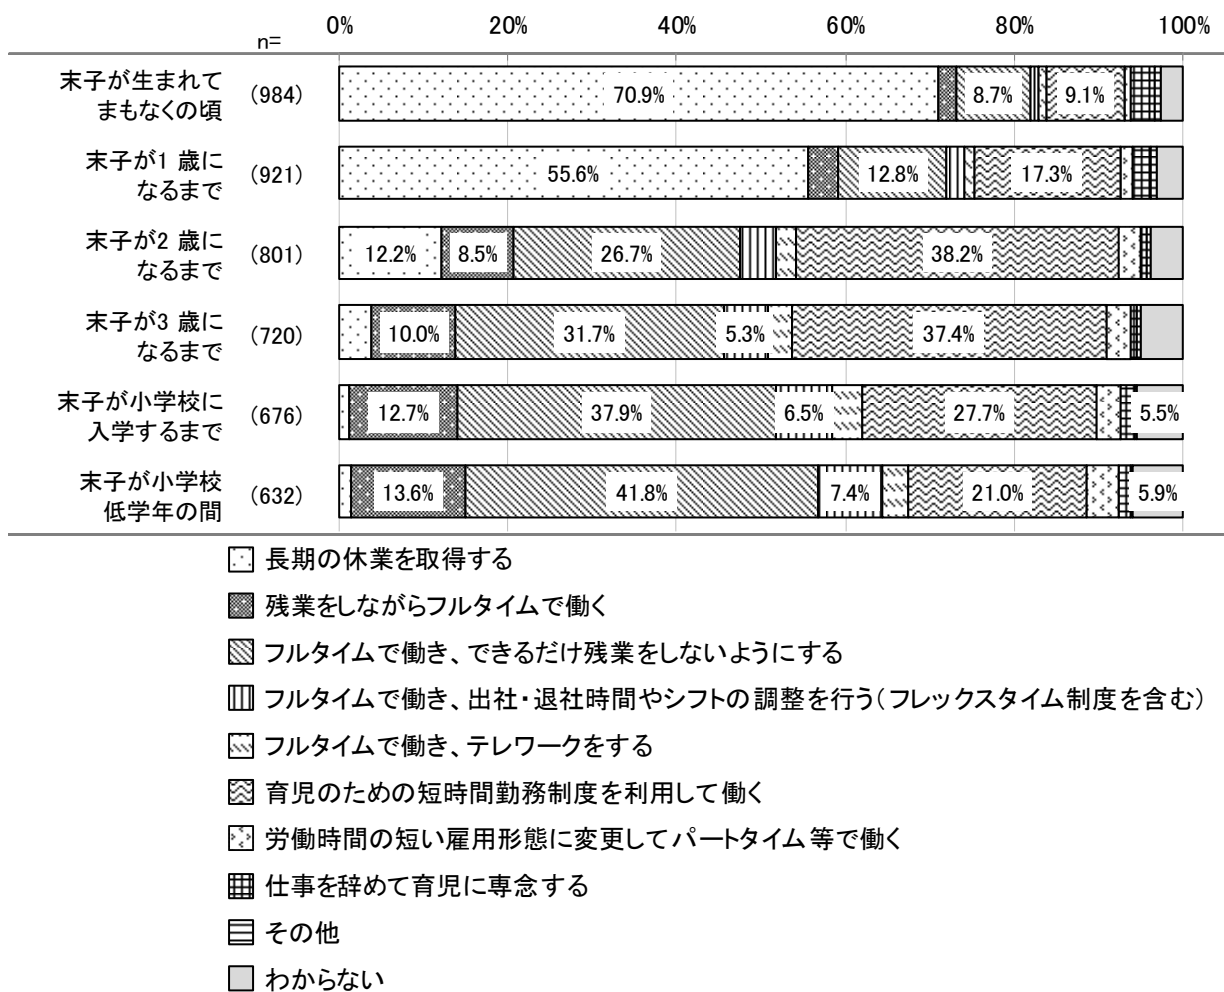 0% 20% 40% 60% 80% 100%
n=
末子が生まれて
まもなくの頃
(984)
70.9% 8.7% 9.1%
末子が1 歳に
なるまで
(921)
55.6% 12.8% 17.3%
末子が2 歳に
なるまで
(801)
12.2% 8.5% 26.7% 38.2%
末子が3 歳に
なるまで
(720)
10.0% 31.7% 5.3% 37.4%
末子が小学校に
入学するまで
(676)
12.7% 37.9% 6.5% 27.7% 5.5%
末子が小学校
低学年の間
(632)
13.6% 41.8% 7.4% 21.0% 5.9%
長期の休業を取得する
残業をしながらフルタイムで働く
フルタイムで働き、できるだけ残業をしないようにする
フルタイムで働き、出社・退社時間やシフトの調整を行う(フレックスタイム制度を含む)
フルタイムで働き、テレワークをする
育児のための短時間勤務制度を利用して働く
労働時間の短い雇用形態に変更してパートタイム等で働く
仕事を辞めて育児に専念する
その他
わからない